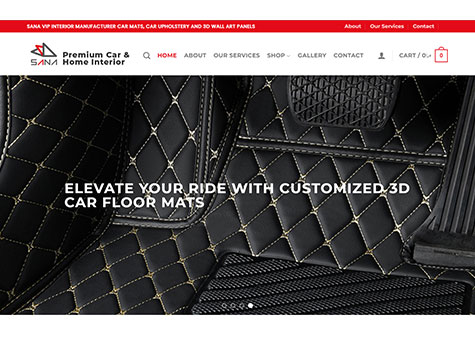 SANA VIP INTERIOR MANUFACTURER CAR MATS, CAR UPHOLSTERY AND 3D WALL ART PANELS
About Our Services Contact
SANA
Premium Car &
Home Interior
HOME ABOUT OUR SERVICES SHOP GALLERY CONTACT CART / 0 0
ELEVATE YOUR RIDE WITH CUSTOMIZED 3D
CAR FLOOR MATS